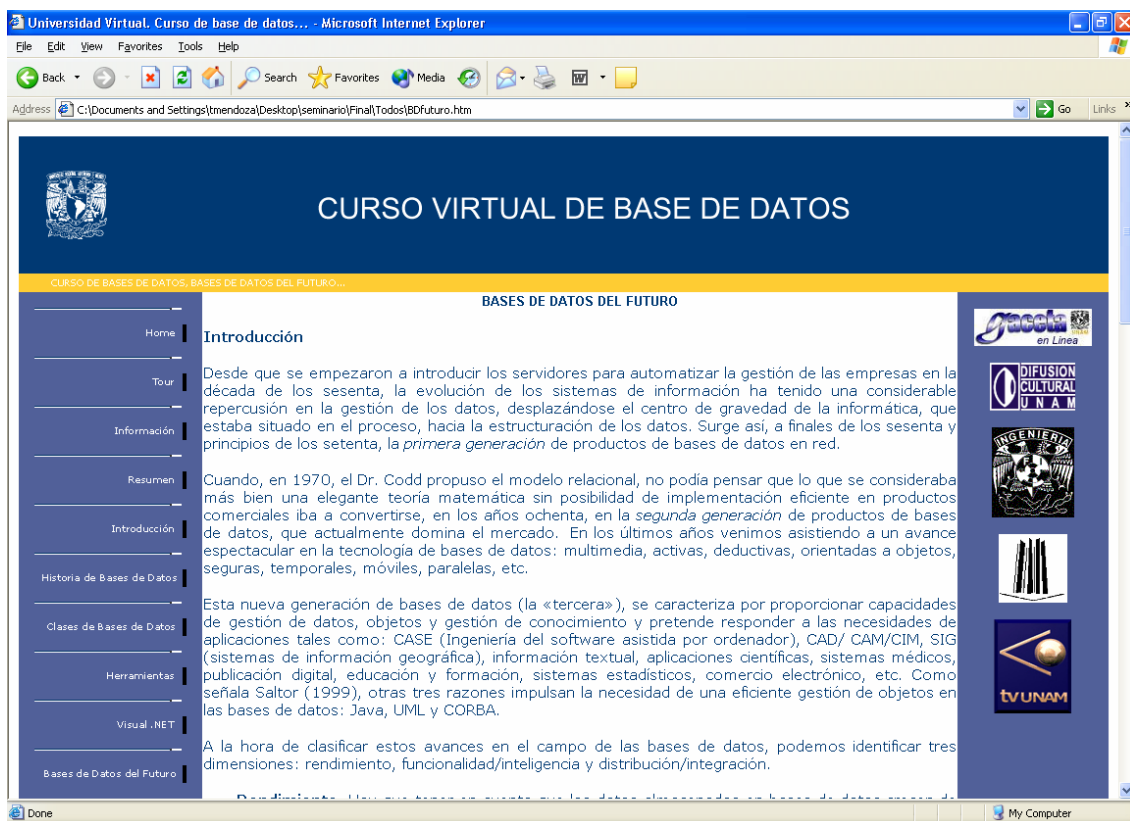 Universidad Virtual. Curso de base de datos... - Microsoft Internet Explorer
File Edit View Favorites Tools Help
Back Search Favorites Media
Address C:\Documents and Settings\tmendoza\Desktop\seminario\Final\Todos\BDfuturo.htm Go Links
CURSO VIRTUAL DE BASE DE DATOS
CURSO DE BASES DE DATOS, BASES DE DATOS DEL FUTURO...
Home
Tour
Información
Resumen
Introducción
Historia de Bases de Datos
Clases de Bases de Datos
Herramientas
Visual .NET
Bases de Datos del Futuro
BASES DE DATOS DEL FUTURO
Introducción
Desde que se empezaron a introducir los servidores para automatizar la gestión de las empresas en la
década de los sesenta, la evolución de los sistemas de información ha tenido una considerable
repercusión en la gestión de los datos, desplazándose el centro de gravedad de la informática, que
estaba situado en el proceso, hacia la estructuración de los datos. Surge así, a finales de los sesenta y
principios de los setenta, la primera generación de productos de bases de datos en red.
Cuando, en 1970, el Dr. Codd propuso el modelo relacional, no podía pensar que lo que se consideraba
más bien una elegante teoría matemática sin posibilidad de implementación eficiente en productos
comerciales iba a convertirse, en los años ochenta, en la segunda generación de productos de bases
de datos, que actualmente domina el mercado. En los últimos años venimos asistiendo a un avance
espectacular en la tecnología de bases de datos: multimedia, activas, deductivas, orientadas a objetos,
seguras, temporales, móviles, paralelas, etc.
Esta nueva generación de bases de datos (la «tercera»), se caracteriza por proporcionar capacidades
de gestión de datos, objetos y gestión de conocimiento y pretende responder a las necesidades de
aplicaciones tales como: CASE (Ingeniería del software asistida por ordenador), CAD/ CAM/CIM, SIG
(sistemas de información geográfica), información textual, aplicaciones científicas, sistemas médicos,
publicación digital, educación y formación, sistemas estadísticos, comercio electrónico, etc. Como
señala Saltor (1999), otras tres razones impulsan la necesidad de una eficiente gestión de objetos en
las bases de datos: Java, UML y CORBA.
A la hora de clasificar estos avances en el campo de las bases de datos, podemos identificar tres
dimensiones: rendimiento, funcionalidad/inteligencia y distribución/integración.
gaceta
UNAM
en Línea
DIFUSION
CULTURAL
UNAM
INGENIERIA
tvUNAM
Done My Computer